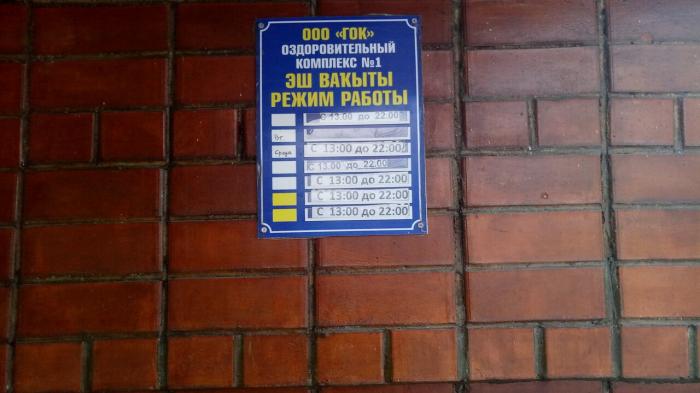 ООО «ГОК»
ОЗДОРОВИТЕЛЬНЫЙ
КОМПЛЕКС №1
ЭШ ВАКЫТЫ
РЕЖИМ РАБОТЫ
С 13:00 до 22:00
Вт
Среда С 13:00 до 22:00
С 13:00 до 22:00
С 13:00 до 22:00
С 13:00 до 22:00
С 13:00 до 22:00